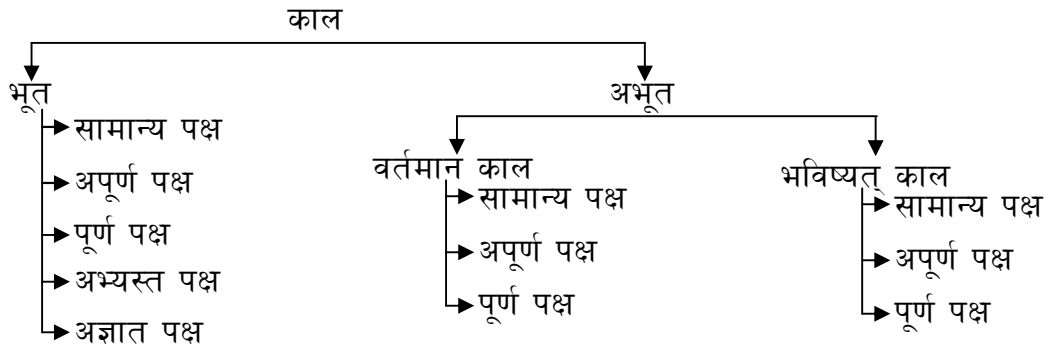 काल
भूत
सामान्य पक्ष
अपूर्ण पक्ष
पूर्ण पक्ष
अभ्यस्त पक्ष
अज्ञात पक्ष
अभूत
वर्तमान काल
सामान्य पक्ष
अपूर्ण पक्ष
पूर्ण पक्ष
भविष्यत् काल
सामान्य पक्ष
अपूर्ण पक्ष
पूर्ण पक्ष